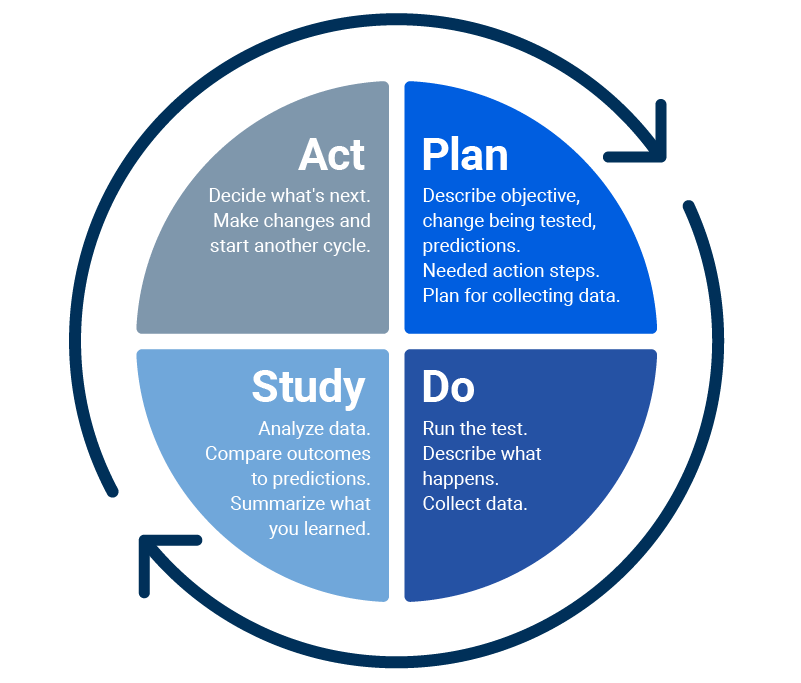 Act
Decide what's next.
Make changes and
start another cycle.
Plan
Describe objective,
change being tested,
predictions.
Needed action steps.
Plan for collecting data.
Study
Analyze data.
Compare outcomes
to predictions.
Summarize what
you learned.
Do
Run the test.
Describe what
happens.
Collect data.